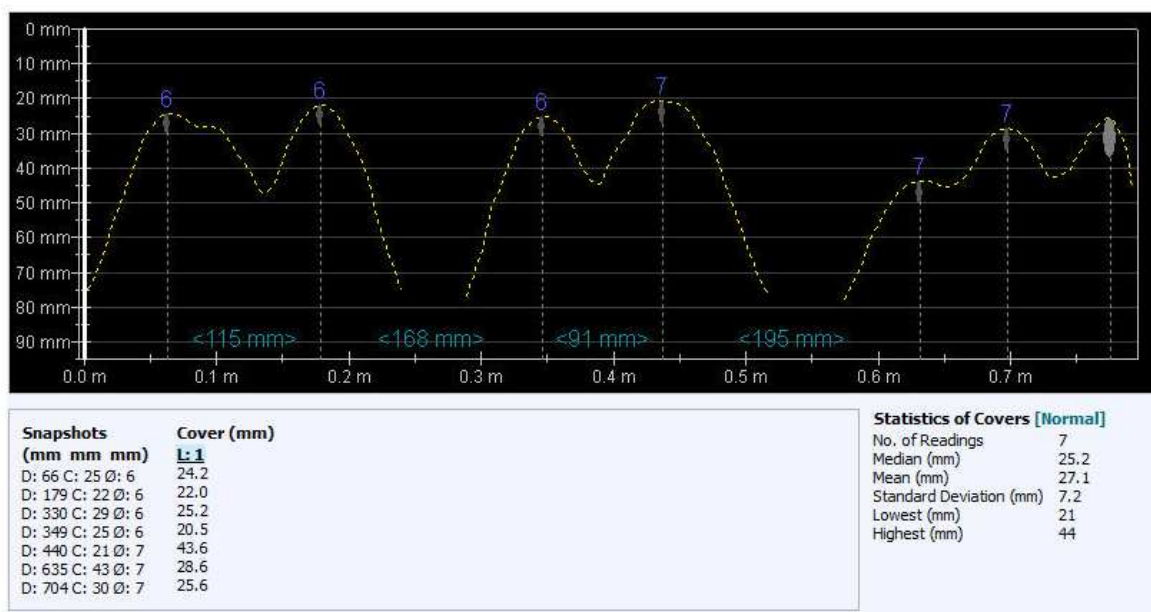 0 mm
10 mm
20 mm
30 mm
40 mm
50 mm
60 mm
70 mm
80 mm
90 mm
6 6 6 7 7 7
<115 mm> <168 mm> <91 mm> <195 mm>
0.0 m 0.1 m 0.2 m 0.3 m 0.4 m 0.5 m 0.6 m 0.7 m
Snapshots Cover (mm)
(mm mm mm) L: 1
D: 66 C: 25 Ø: 6 24.2
D: 179 C: 22 Ø: 6 22.0
D: 330 C: 29 Ø: 6 25.2
D: 349 C: 25 Ø: 6 20.5
D: 440 C: 21 Ø: 7 43.6
D: 635 C: 43 Ø: 7 28.6
D: 704 C: 30 Ø: 7 25.6
Statistics of Covers [Normal]
No. of Readings 7
Median (mm) 25.2
Mean (mm) 27.1
Standard Deviation (mm) 7.2
Lowest (mm) 21
Highest (mm) 44